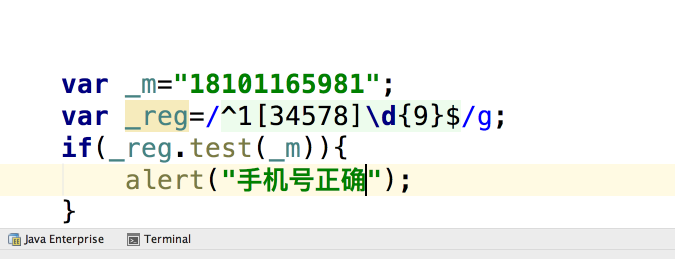 var _m="18101165981";
var _reg=/^1[34578]\d{9}$/g;
if(_reg.test(_m)){
alert("手机号正确");
}
Java Enterprise Terminal